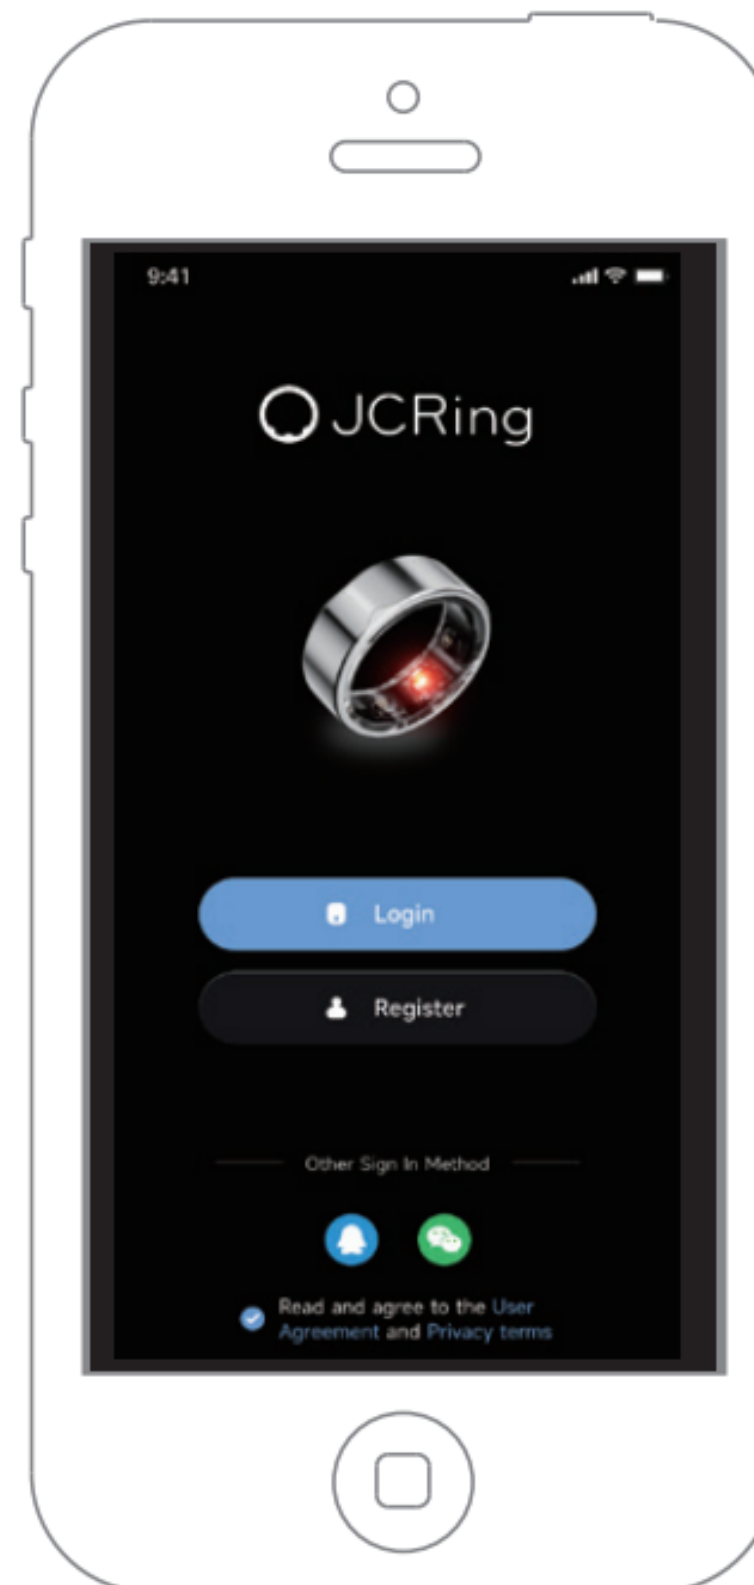 9:41
JCRing
Login
Register
Other Sign In Method
Read and agree to the User
Agreement and Privacy terms